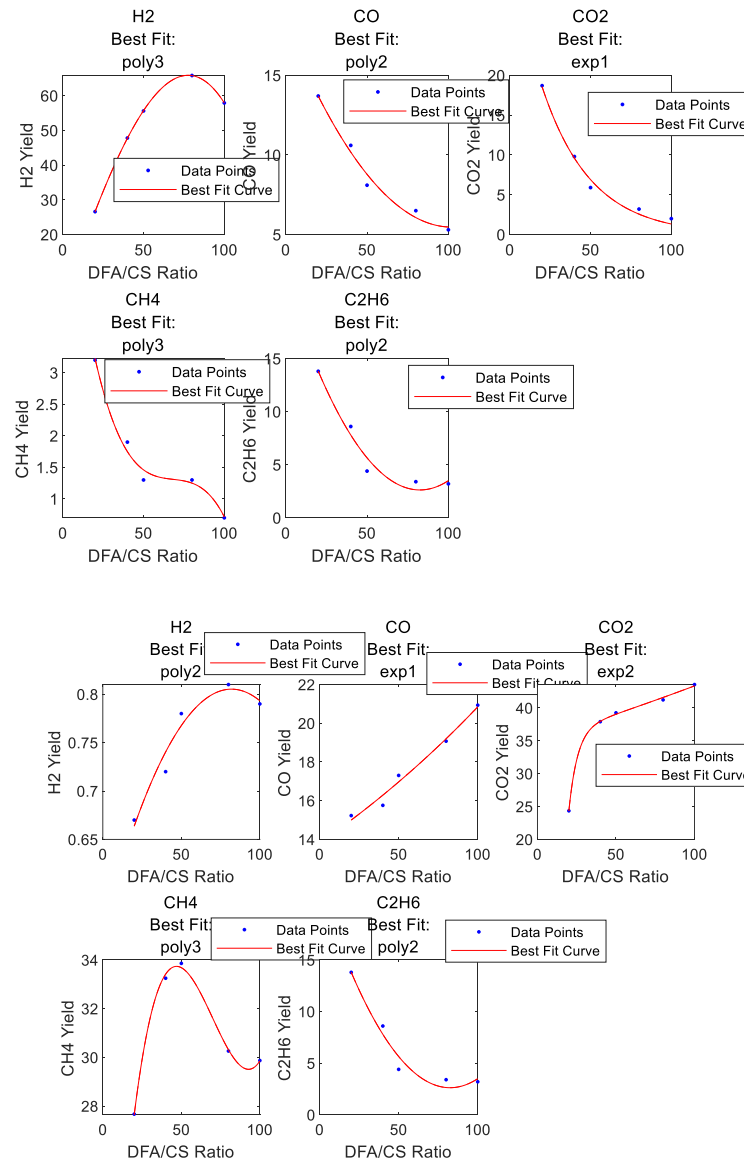 H2
Best Fit:
poly3
66
60
50
40
30
20
0
50
100
H2 Yield
DFA/CS Ratio
Data Points
Best Fit Curve
CO
Best Fit:
poly2
15
10
5
0
50
100
CO Yield
DFA/CS Ratio
Data Points
Best Fit Curve
CO2
Best Fit:
exp1
20
15
10
5
0
0
50
100
CO2 Yield
DFA/CS Ratio
Data Points
Best Fit Curve
CH4
Best Fit:
poly3
3
2.5
2
1.5
1
0
50
100
CH4 Yield
DFA/CS Ratio
Data Points
Best Fit Curve
C2H6
Best Fit:
poly2
15
10
5
0
0
50
100
C2H6 Yield
DFA/CS Ratio
Data Points
Best Fit Curve
H2
Best Fit:
poly2
0.8
0.75
0.7
0.65
0
50
100
H2 Yield
DFA/CS Ratio
Data Points
Best Fit Curve
CO
Best Fit:
exp1
22
20
18
16
14
0
50
100
CO Yield
DFA/CS Ratio
Data Points
Best Fit Curve
CO2
Best Fit:
exp2
40
35
30
25
20
0
50
100
CO2 Yield
DFA/CS Ratio
Data Points
Best Fit Curve
CH4
Best Fit:
poly3
34
32
30
28
0
50
100
CH4 Yield
DFA/CS Ratio
Data Points
Best Fit Curve
C2H6
Best Fit:
poly2
15
10
5
0
0
50
100
C2H6 Yield
DFA/CS Ratio
Data Points
Best Fit Curve